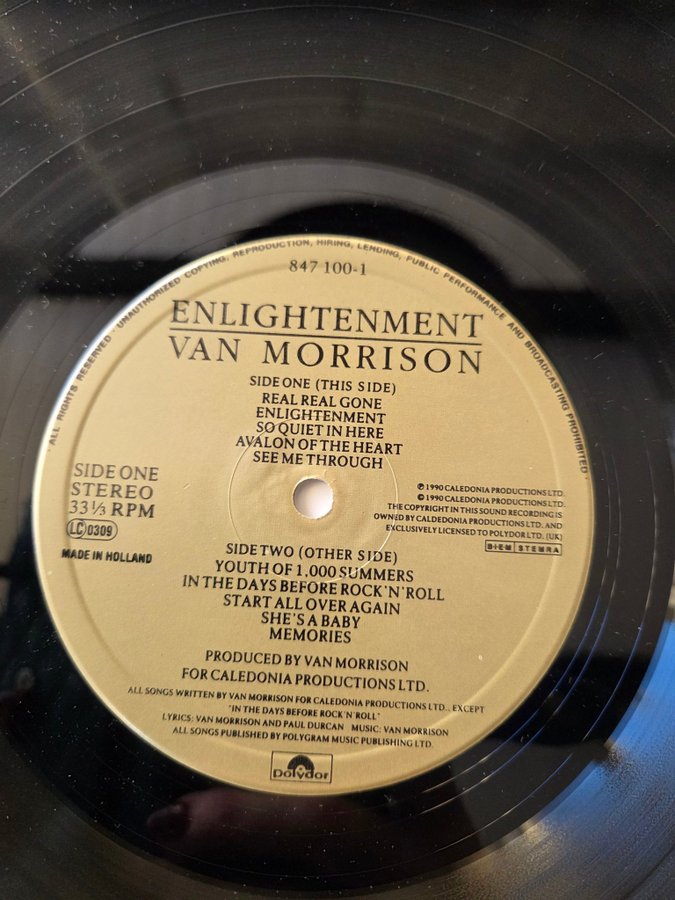 · ALL RIGHTS RESERVED · UNAUTHORIZED COPYING, REPRODUCTION, HIRING, LENDING, PUBLIC PERFORMANCE AND BROADCASTING PROHIBITED ·
847 100-1
ENLIGHTENMENT
VAN MORRISON
SIDE ONE (THIS SIDE)
REAL REAL GONE
ENLIGHTENMENT
SO QUIET IN HERE
AVALON OF THE HEART
SEE ME THROUGH
SIDE ONE
STEREO
33 1/3 RPM
LC 0309
MADE IN HOLLAND
℗ 1990 CALEDONIA PRODUCTIONS LTD.
© 1990 CALEDONIA PRODUCTIONS LTD.
THE COPYRIGHT IN THIS SOUND RECORDING IS
OWNED BY CALEDONIA PRODUCTIONS LTD. AND
EXCLUSIVELY LICENSED TO POLYDOR LTD. (UK)
B·I·E·M STEMRA
SIDE TWO (OTHER SIDE)
YOUTH OF 1,000 SUMMERS
IN THE DAYS BEFORE ROCK'N'ROLL
START ALL OVER AGAIN
SHE'S A BABY
MEMORIES
PRODUCED BY VAN MORRISON
FOR CALEDONIA PRODUCTIONS LTD.
ALL SONGS WRITTEN BY VAN MORRISON FOR CALEDONIA PRODUCTIONS LTD., EXCEPT
"IN THE DAYS BEFORE ROCK'N'ROLL"
LYRICS: VAN MORRISON AND PAUL DURCAN MUSIC: VAN MORRISON
ALL SONGS PUBLISHED BY POLYGRAM MUSIC PUBLISHING LTD.
Polydor